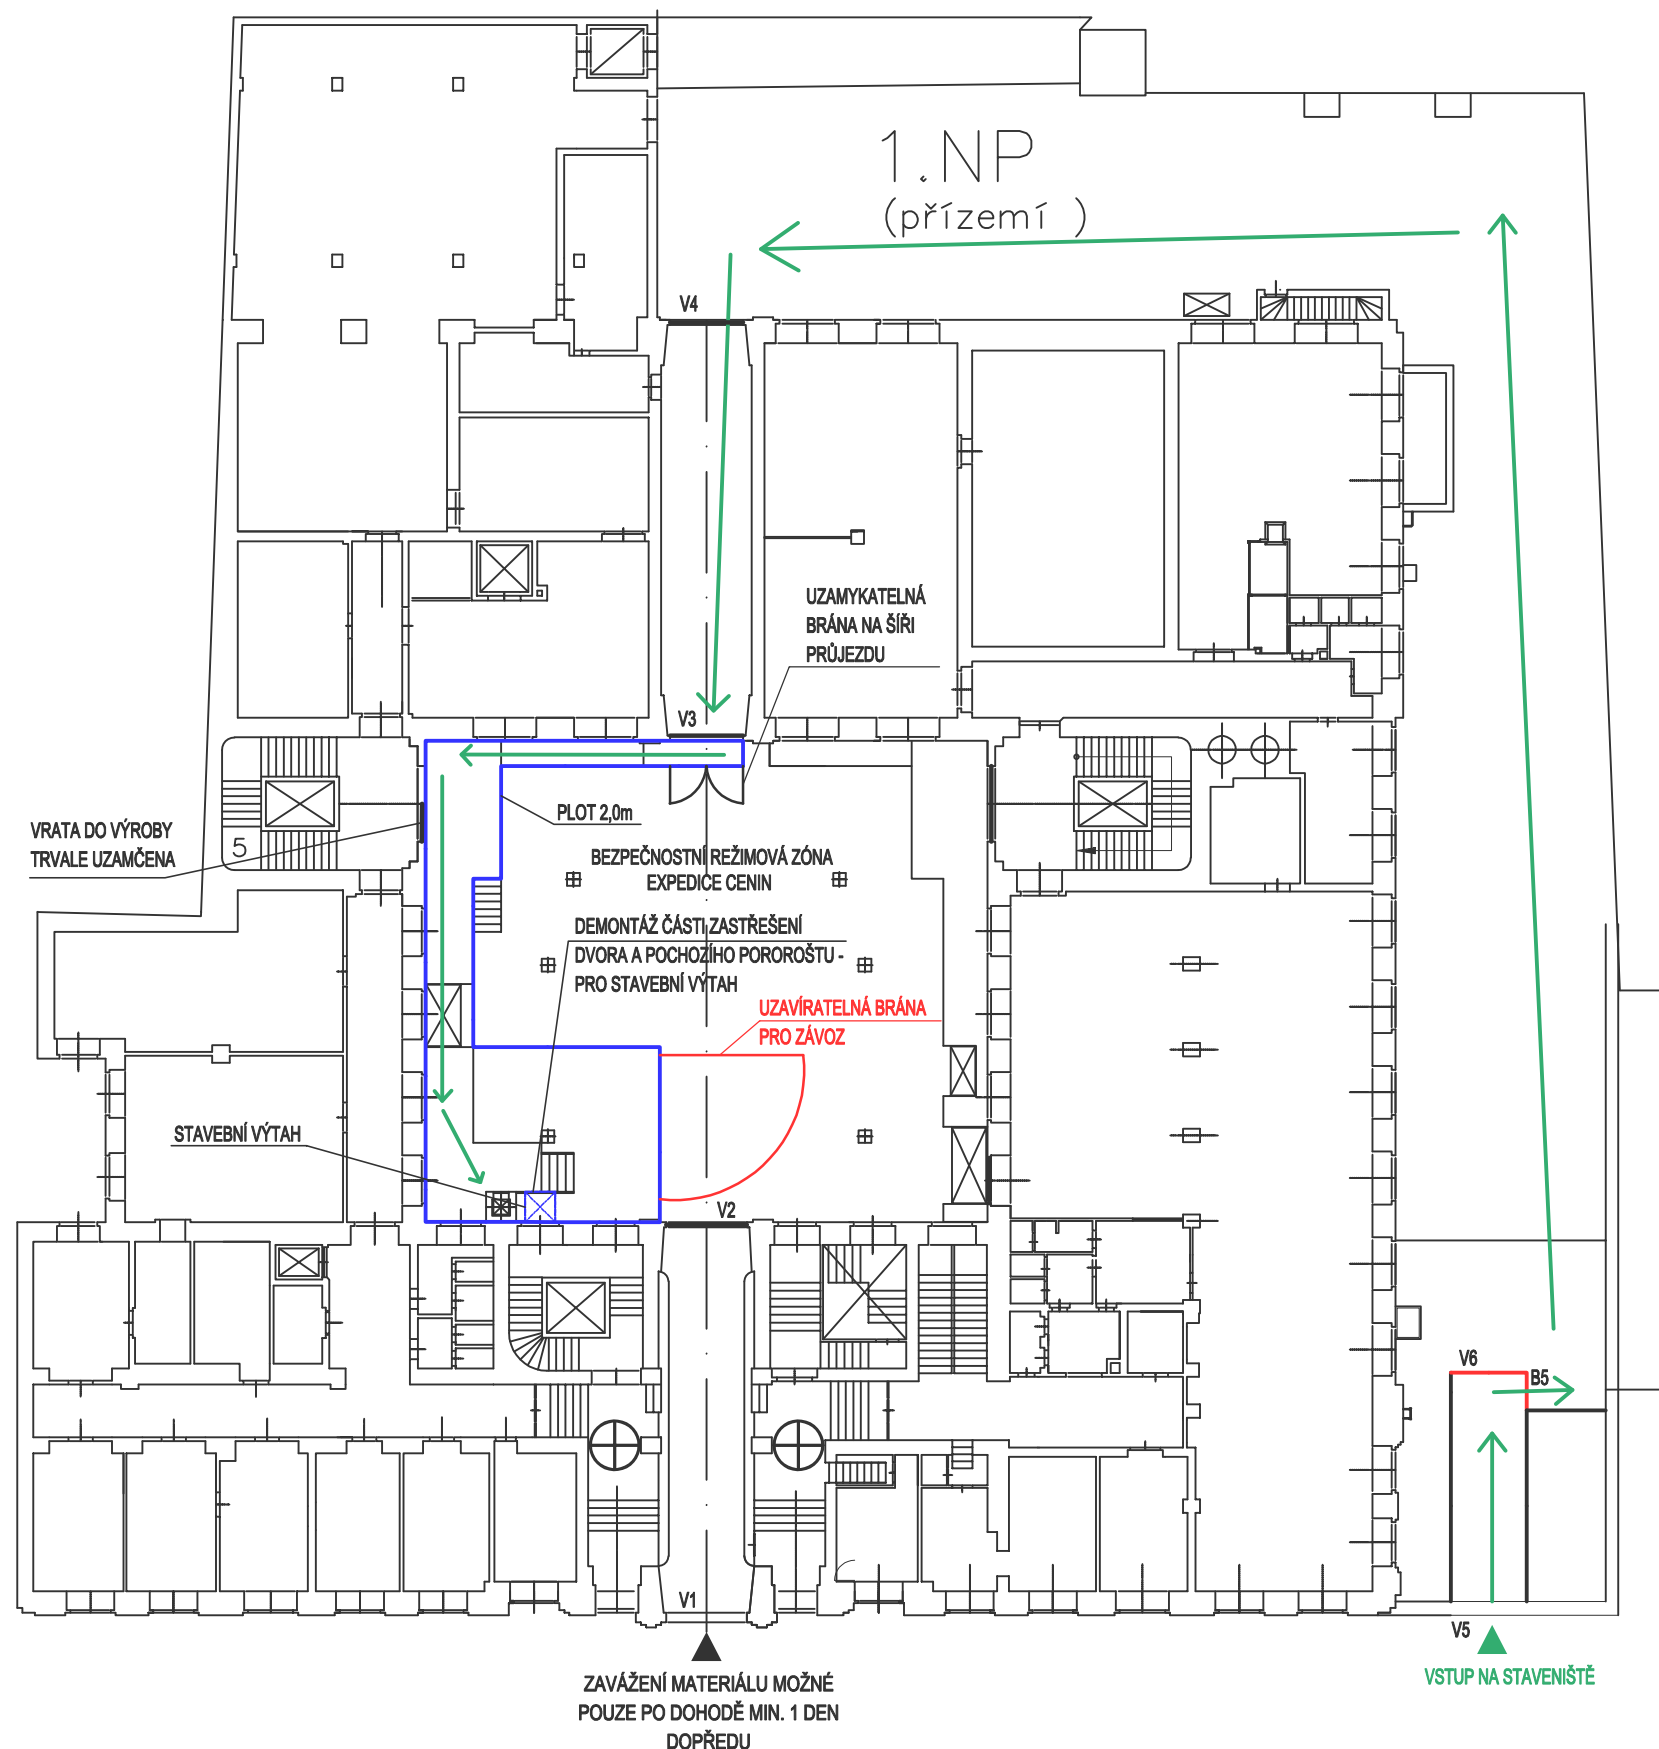 1.NP
(přízemí )
V4
UZAMYKATELNÁ
BRÁNA NA ŠÍŘI
PRŮJEZDU
V3
PLOT 2,0m
VRATA DO VÝROBY
TRVALE UZAMČENA
5
BEZPEČNOSTNÍ REŽIMOVÁ ZÓNA
EXPEDICE CENIN
DEMONTÁŽ ČÁSTI ZASTŘEŠENÍ
DVORA A POCHOZÍHO POROROŠTU -
PRO STAVEBNÍ VÝTAH
UZAVÍRATELNÁ BRÁNA
PRO ZÁVOZ
STAVEBNÍ VÝTAH
V2
V6
B5
V1
V5
ZAVÁŽENÍ MATERIÁLU MOŽNÉ
POUZE PO DOHODĚ MIN. 1 DEN
DOPŘEDU
VSTUP NA STAVENIŠTĚ